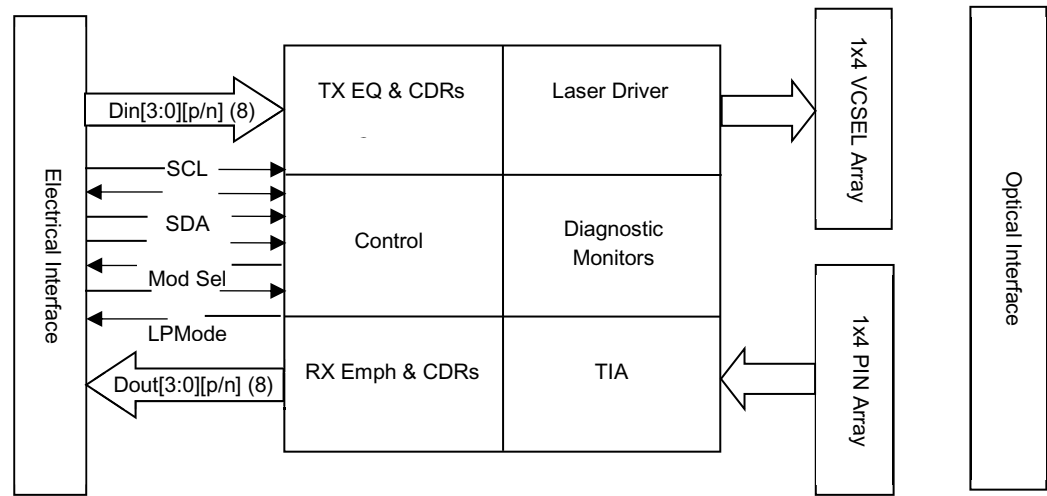 Electrical Interface
Din[3:0][p/n] (8)
SCL
SDA
Mod Sel
LPMode
Dout[3:0][p/n] (8)
TX EQ & CDRs
Laser Driver
Control
Diagnostic
Monitors
RX Emph & CDRs
TIA
1x4 VCSEL Array
1x4 PIN Array
Optical Interface